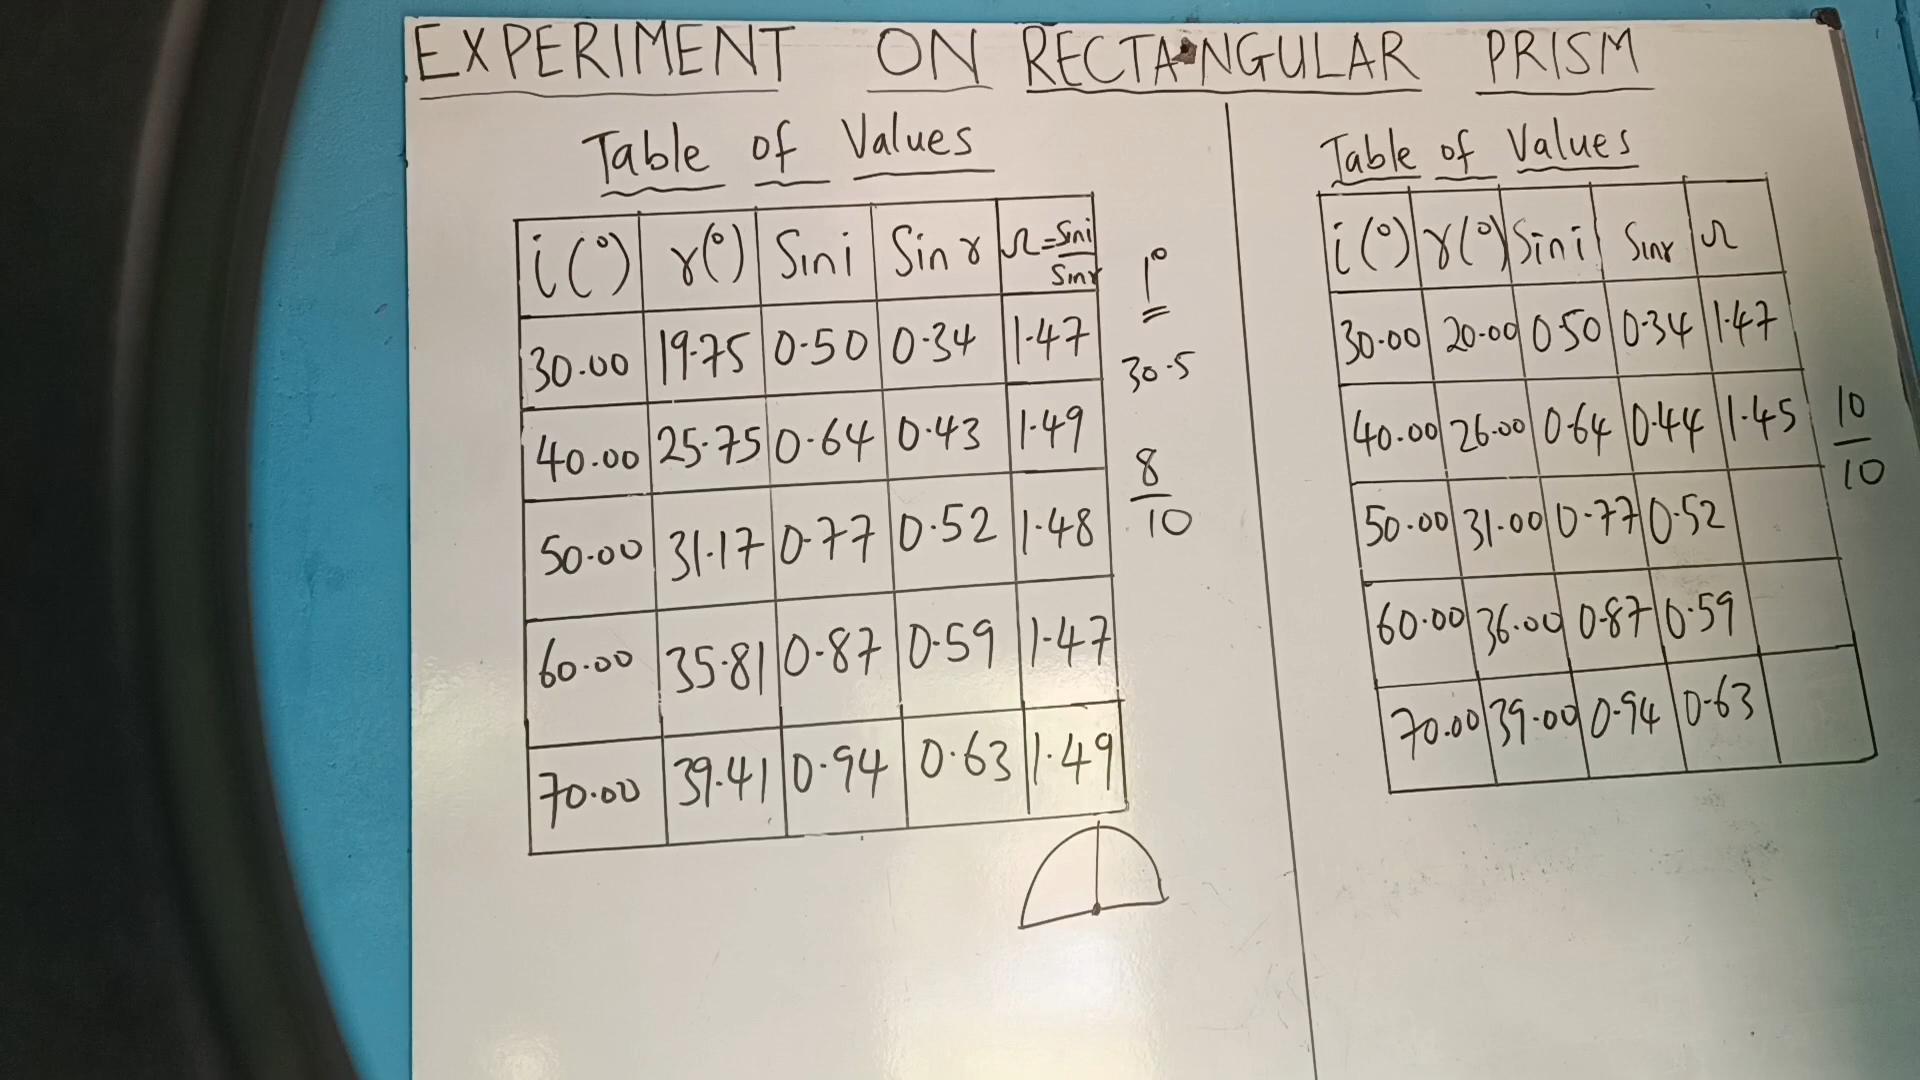 EXPERIMENT ON RECTANGULAR PRISM
Table of Values
i(°) r(°) Sin i Sin r n = Sin i / Sin r
30.00 19.75 0.50 0.34 1.47
40.00 25.75 0.64 0.43 1.49
50.00 31.17 0.77 0.52 1.48
60.00 35.81 0.87 0.59 1.47
70.00 39.41 0.94 0.63 1.49
1°
30.5
8/10
Table of Values
i(°) r(°) Sin i Sin r n
30.00 20.00 0.50 0.34 1.47
40.00 26.00 0.64 0.44 1.45
50.00 31.00 0.77 0.52
60.00 36.00 0.87 0.59
70.00 39.00 0.94 0.63
10/10